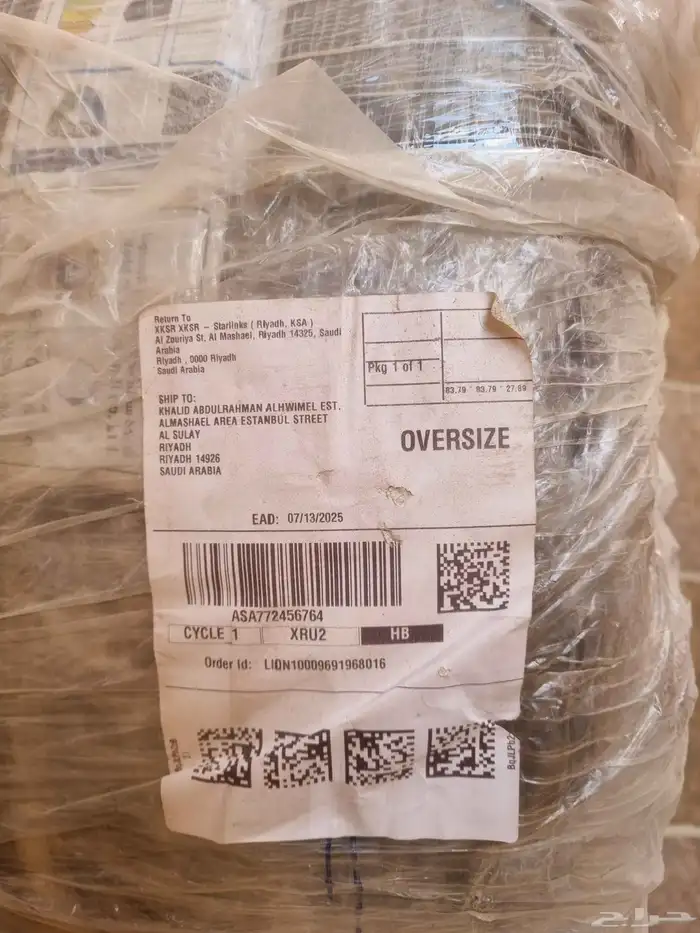 Return To
XKSR XKSR - Starlinks ( Riyadh, KSA )
Al Zouriya St, Al Mashael, Riyadh 14325, Saudi
Arabia
Riyadh , 0000 Riyadh
Saudi Arabia
Pkg 1 of 1
83.79 * 83.79 * 27.89
SHIP TO:
KHALID ABDULRAHMAN ALHWIMEL EST.
ALMASHAEL AREA ESTANBUL STREET
AL SULAY
RIYADH
RIYADH 14926
SAUDI ARABIA
OVERSIZE
EAD: 07/13/2025
ASA772456764
CYCLE 1 XRU2 HB
Order Id: LION10009691968016
حراج